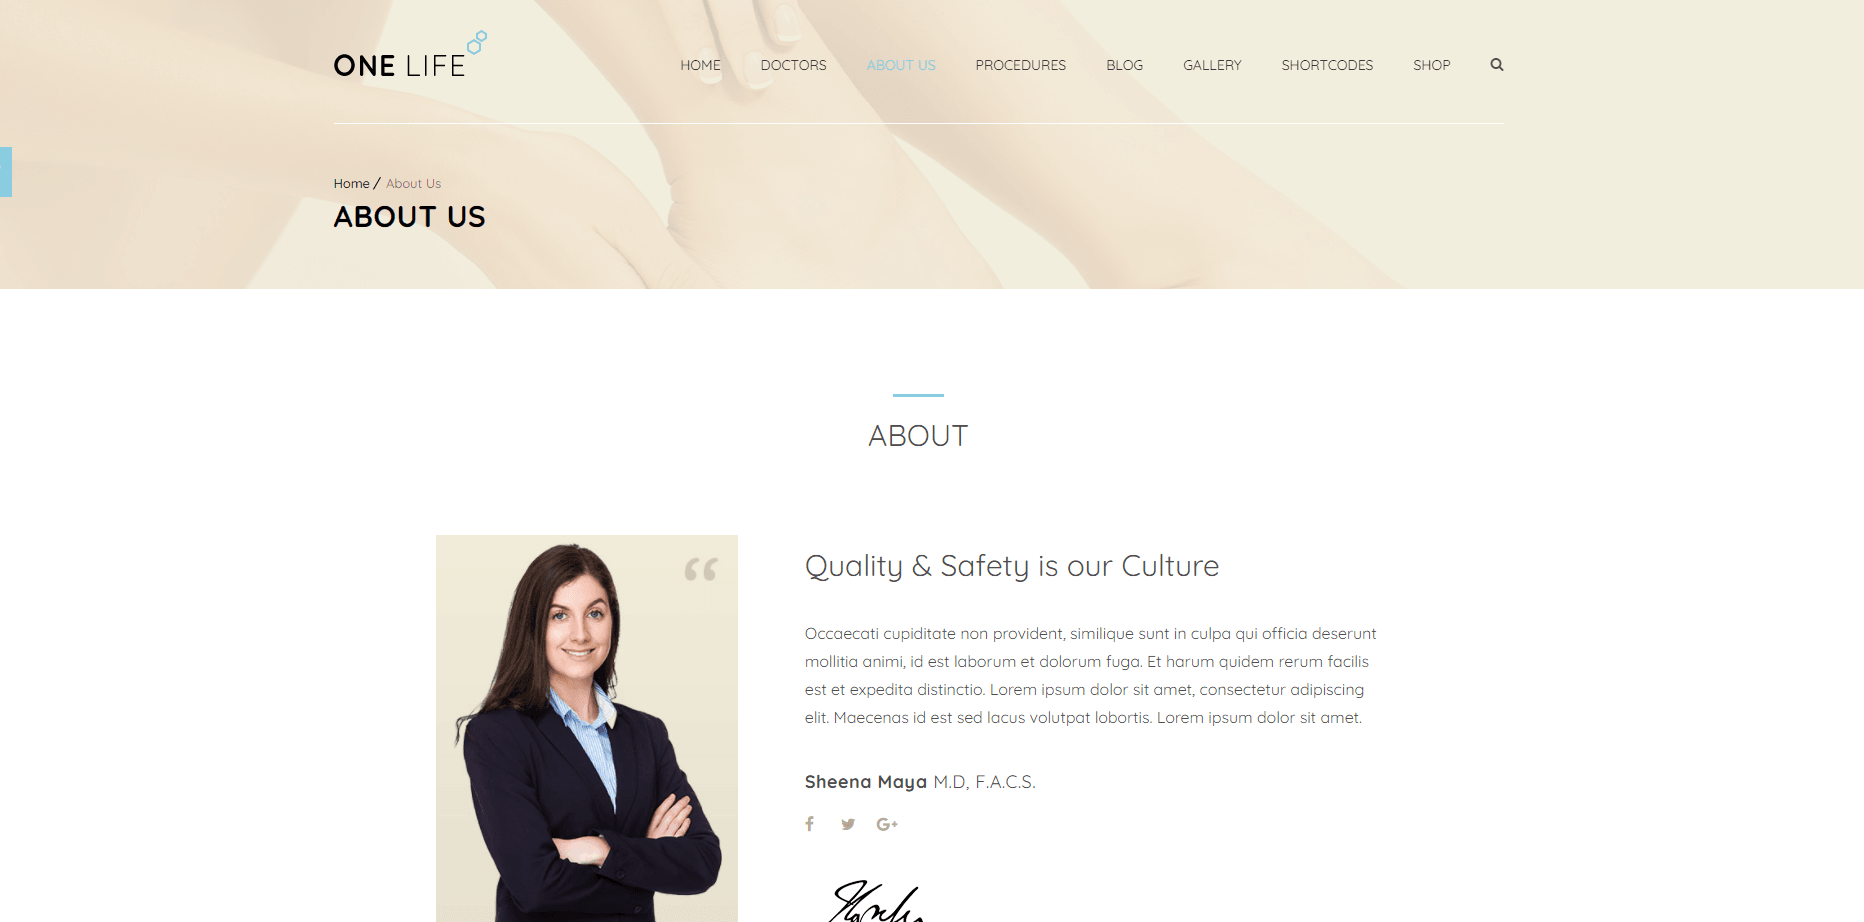 ONE LIFE
HOME DOCTORS ABOUT US PROCEDURES BLOG GALLERY SHORTCODES SHOP
Home / About Us
ABOUT US
ABOUT
“
Quality & Safety is our Culture
Occaecati cupiditate non provident, similique sunt in culpa qui officia deserunt
mollitia animi, id est laborum et dolorum fuga. Et harum quidem rerum facilis
est et expedita distinctio. Lorem ipsum dolor sit amet, consectetur adipiscing
elit. Maecenas id est sed lacus volutpat lobortis. Lorem ipsum dolor sit amet.
Sheena Maya M.D, F.A.C.S.